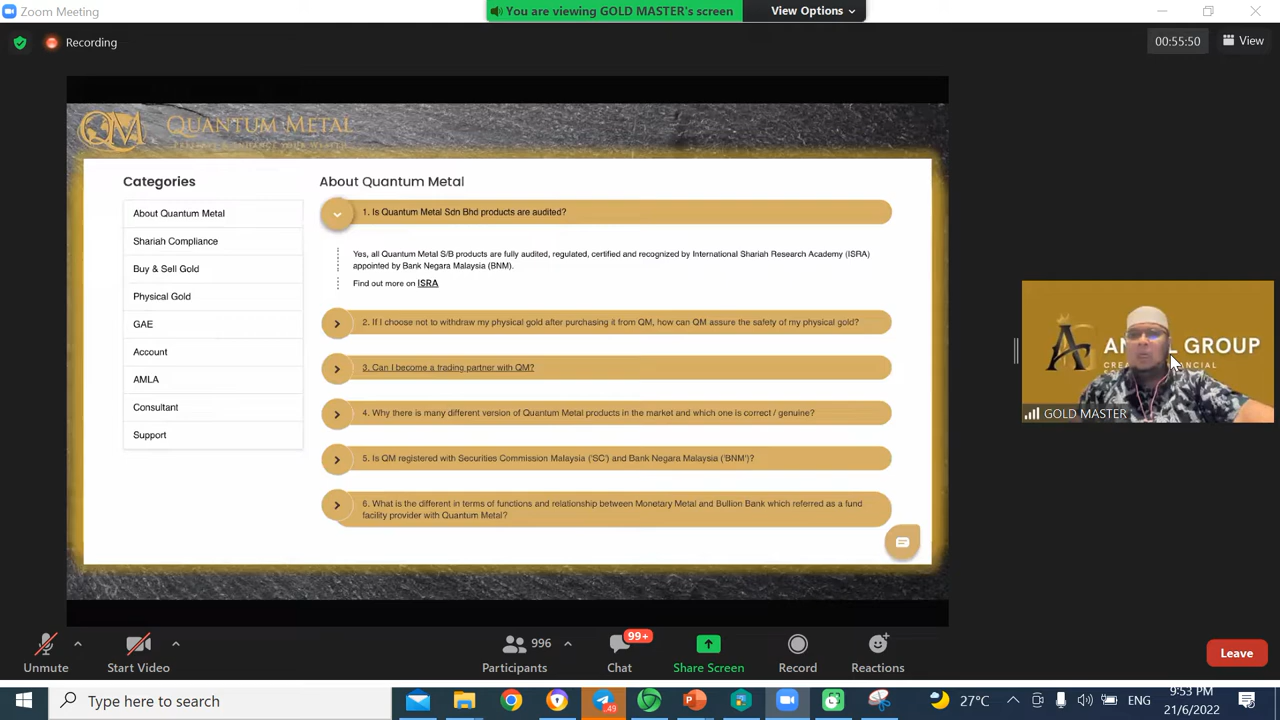 Zoom Meeting
You are viewing GOLD MASTER's screen
View Options
Recording
00:55:50
View
QM QUANTUM METAL
Categories
About Quantum Metal
Shariah Compliance
Buy & Sell Gold
Physical Gold
GAE
Account
AMLA
Consultant
Support
About Quantum Metal
1. Is Quantum Metal Sdn Bhd products are audited?
Yes, all Quantum Metal S/B products are fully audited, regulated, certified and recognized by International Shariah Research Academy (ISRA)
appointed by Bank Negara Malaysia (BNM).
Find out more on ISRA
2. If I choose not to withdraw my physical gold after purchasing it from QM, how can QM assure the safety of my physical gold?
3. Can I become a trading partner with QM?
4. Why there is many different version of Quantum Metal products in the market and which one is correct / genuine?
5. Is QM registered with Securities Commission Malaysia ('SC') and Bank Negara Malaysia ('BNM')?
6. What is the different in terms of functions and relationship between Monetary Metal and Bullion Bank which referred as a fund
facility provider with Quantum Metal?
GROUP
GOLD MASTER
Unmute
Start Video
996
Participants
99+
Chat
Share Screen
Record
Reactions
Leave
Type here to search
49
27°C
9:53 PM
21/6/2022